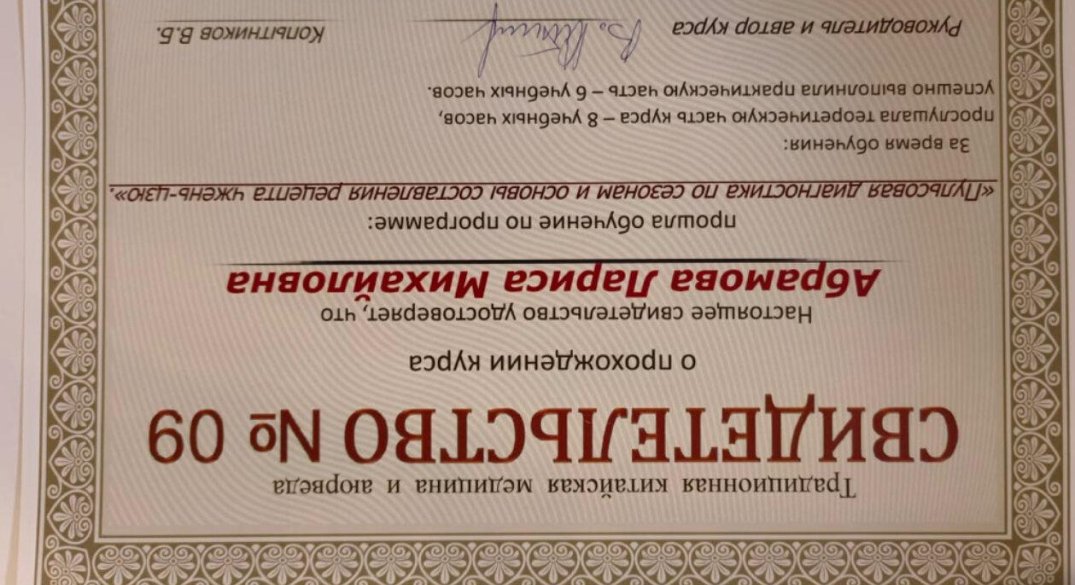 Традиционная китайская медицина и аюрведа
СВИДЕТЕЛЬСТВО № 09
о прохождении курса
Настоящее свидетельство удостоверяет, что
Абрамова Лариса Михайловна
прошла обучение по программе:
«Пульсовая диагностика по сезонам и основы составления рецепта чжень-цзю».
За время обучения:
прослушала теоретическую часть курса – 8 учебных часов,
успешно выполнила практическую часть – 6 учебных часов.
Руководитель и автор курса Копытников В.Б.